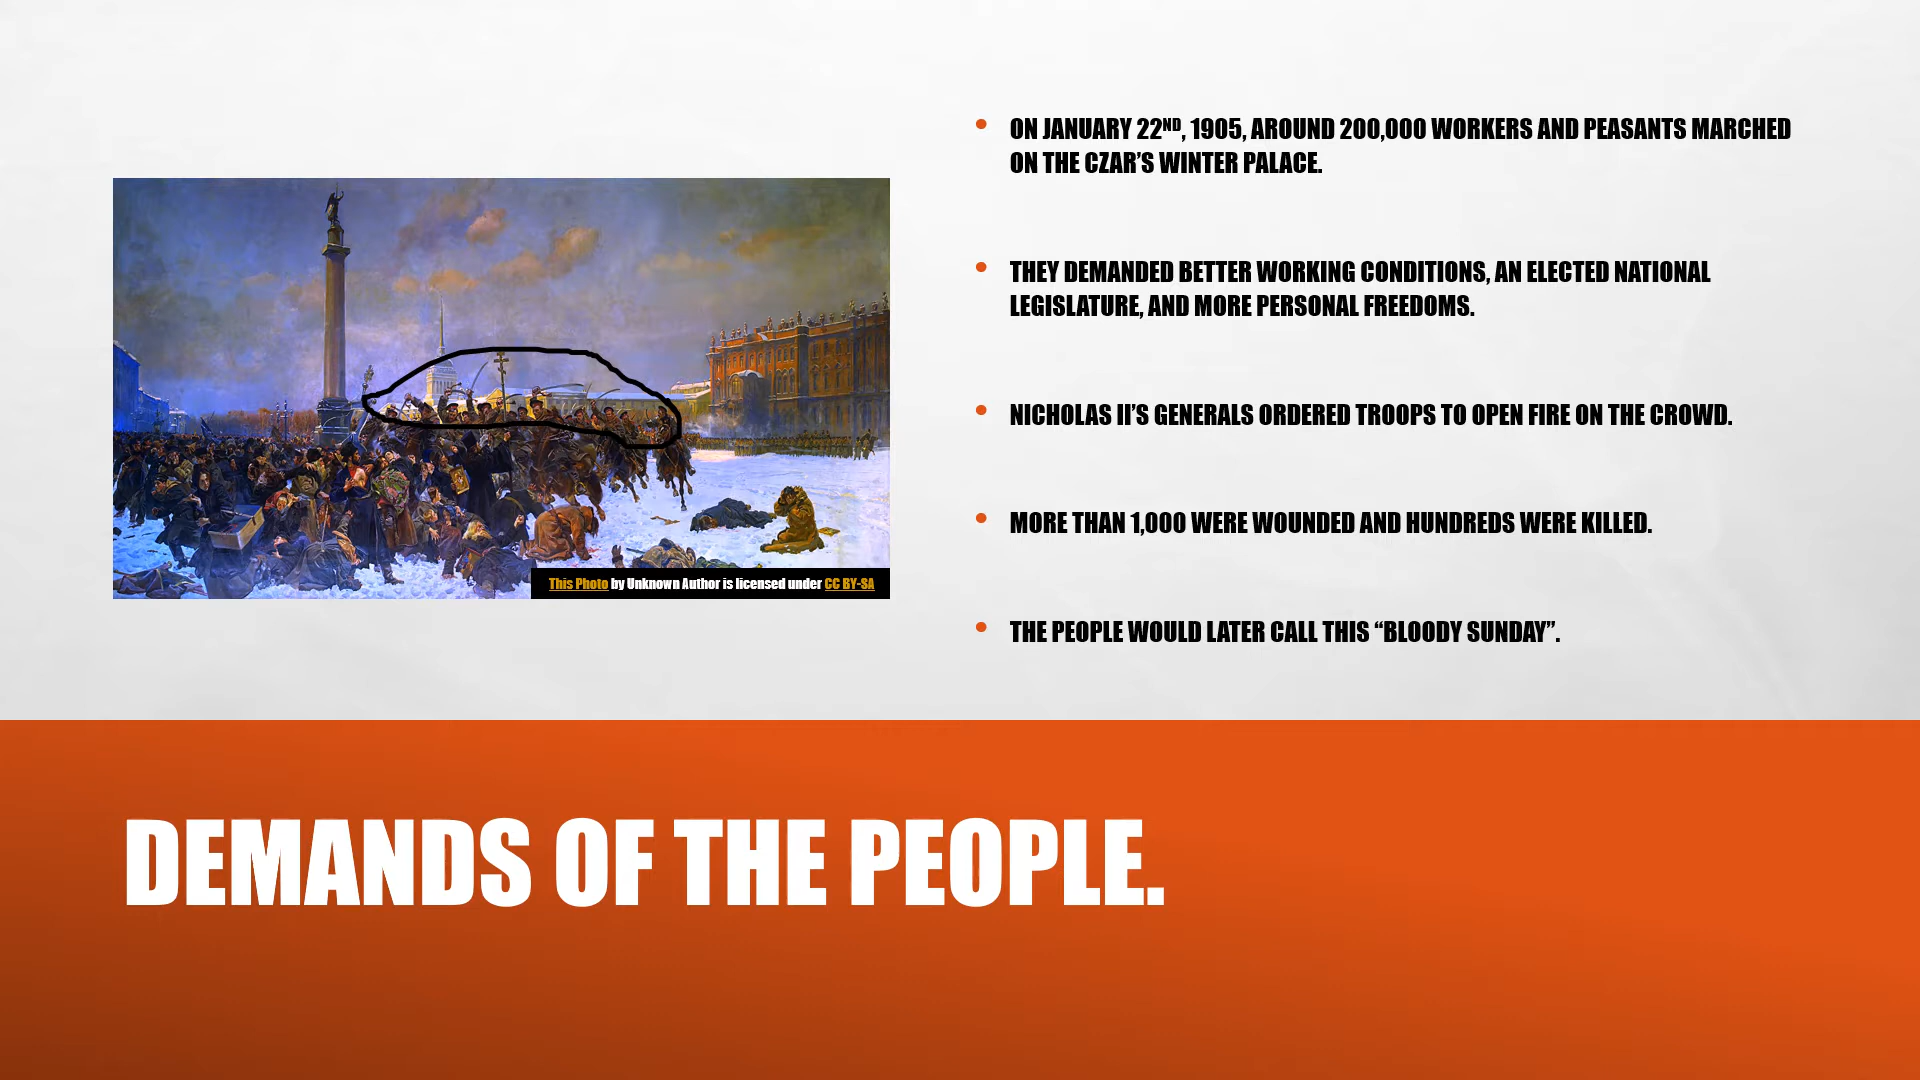 ON JANUARY 22ND, 1905, AROUND 200,000 WORKERS AND PEASANTS MARCHED
ON THE CZAR’S WINTER PALACE.
THEY DEMANDED BETTER WORKING CONDITIONS, AN ELECTED NATIONAL
LEGISLATURE, AND MORE PERSONAL FREEDOMS.
NICHOLAS II’S GENERALS ORDERED TROOPS TO OPEN FIRE ON THE CROWD.
MORE THAN 1,000 WERE WOUNDED AND HUNDREDS WERE KILLED.
THE PEOPLE WOULD LATER CALL THIS “BLOODY SUNDAY”.
This Photo by Unknown Author is licensed under CC BY-SA
DEMANDS OF THE PEOPLE.